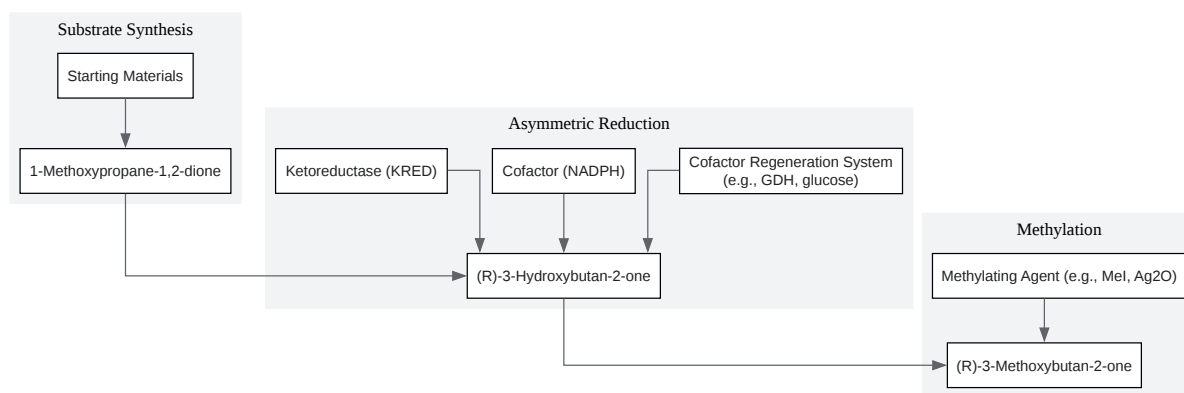 Substrate Synthesis
Starting Materials
1-Methoxypropane-1,2-dione
Asymmetric Reduction
Ketoreductase (KRED)
Cofactor (NADPH)
Cofactor Regeneration System
(e.g., GDH, glucose)
(R)-3-Hydroxybutan-2-one
Methylation
Methylating Agent (e.g., MeI, Ag2O)
(R)-3-Methoxybutan-2-one